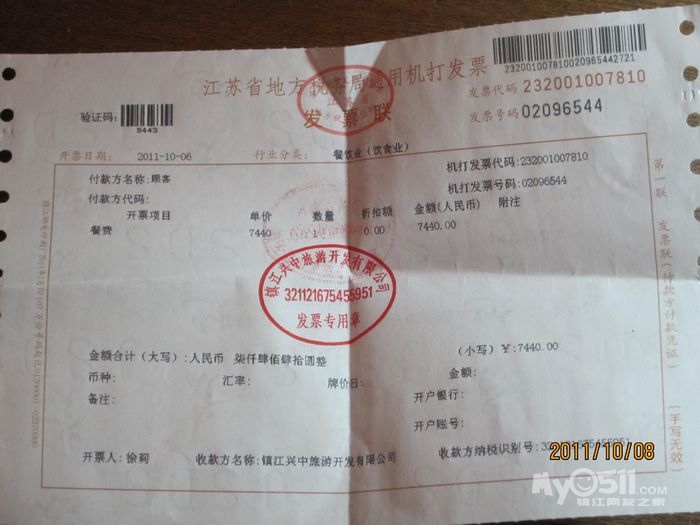 232001007810020965442721
江苏省地方税务局通用机打发票
发票联
发票代码 232001007810
发票号码 02096544
验证码:
5443
开票日期: 2011-10-06 行业分类: 餐饮业(饮食业)
付款方名称:顾客 机打发票代码:232001007810
付款方代码: 机打发票号码:02096544
开票项目 单价 数量 折扣额 金额(人民币) 附注
餐费 7440 1 0.00 7440.00
镇江兴中旅游开发有限公司
321121675455951
发票专用章
金额合计(大写):人民币 柒仟肆佰肆拾圆整 (小写)¥:7440.00
币种: 汇率: 牌价日: 金额:
备注: 开户银行:
开户账号:
开票人:徐莉 收款方名称:镇江兴中旅游开发有限公司 收款方纳税识别号:321121675455951
第一联 发票联(付款方付款凭证)
(手写无效)
2011/10/08
My0511.com
镇江网友之家